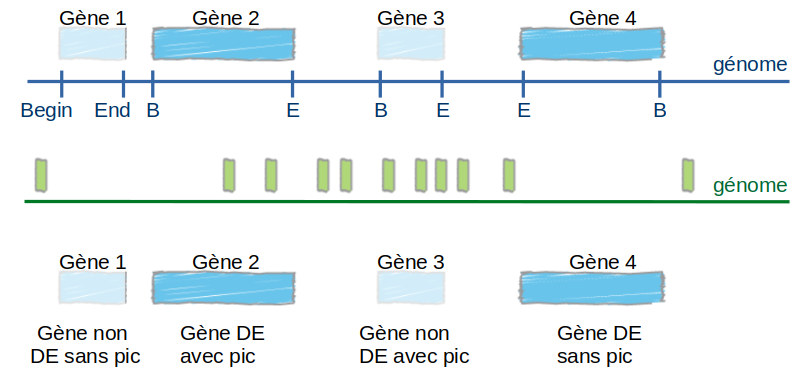 Gène 1 Gène 2 Gène 3 Gène 4
génome
Begin End B E B E E B
génome
Gène 1 Gène 2 Gène 3 Gène 4
Gène non Gène DE Gène non Gène DE
DE sans pic avec pic DE avec pic sans pic